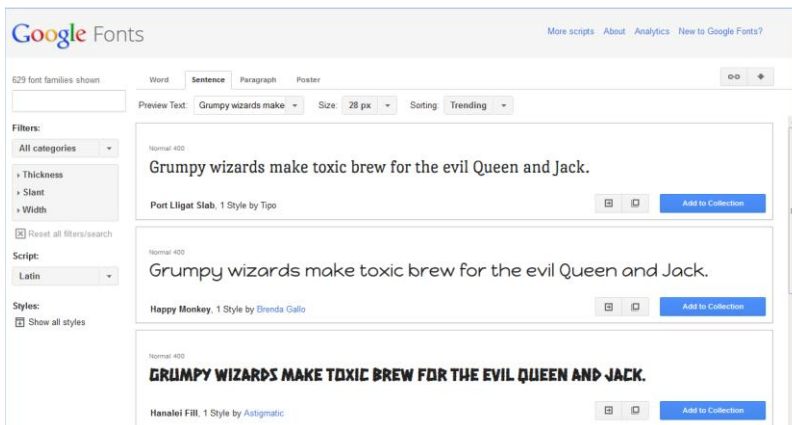 Google Fonts
More scripts About Analytics New to Google Fonts?
629 font families shown
Word Sentence Paragraph Poster
Preview Text: Grumpy wizards make Size: 28 px Sorting: Trending
Filters:
All categories
Thickness
Slant
Width
Reset all filters/search
Script:
Latin
Styles:
Show all styles
Normal 400
Grumpy wizards make toxic brew for the evil Queen and Jack.
Port Lligat Slab, 1 Style by Tipo
Add to Collection
Normal 400
Grumpy wizards make toxic brew for the evil Queen and Jack.
Happy Monkey, 1 Style by Brenda Gallo
Add to Collection
Normal 400
GRUMPY WIZARDS MAKE TOXIC BREW FOR THE EVIL QUEEN AND JACK.
Hanalei Fill, 1 Style by Astigmatic
Add to Collection